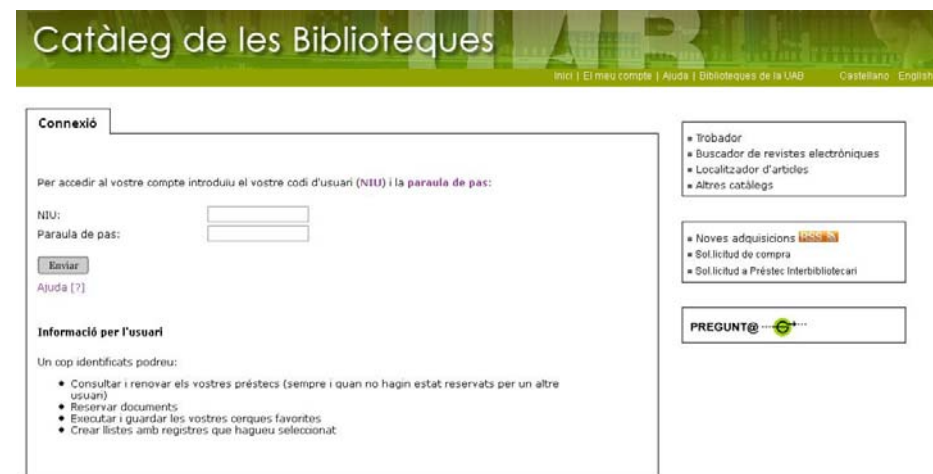 Catàleg de les Biblioteques
UAB
Inici | El meu compte | Ajuda | Biblioteques de la UAB Castellano English
Connexió
Per accedir al vostre compte introduïu el vostre codi d'usuari (NIU) i la paraula de pas:
NIU:
Paraula de pas:
Enviar
Ajuda [?]
Informació per l'usuari
Un cop identificats podreu:
Consultar i renovar els vostres préstecs (sempre i quan no hagin estat reservats per un altre
usuari)
Reservar documents
Executar i guardar les vostres cerques favorites
Crear llistes amb registres que hagueu seleccionat
Trobador
Buscador de revistes electròniques
Localitzador d'articles
Altres catàlegs
Noves adquisicions RSS
Sol.licitud de compra
Sol.licitud a Préstec Interbibliotecari
PREGUNT@